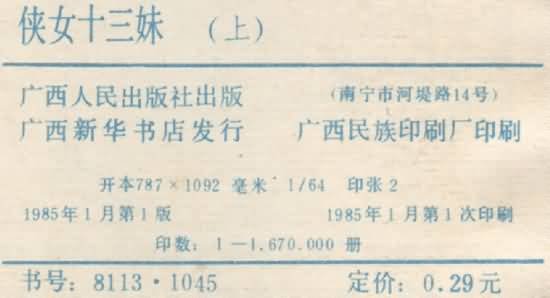 侠女十三妹 (上)
广西人民出版社出版 (南宁市河堤路14号)
广西新华书店发行 广西民族印刷厂印刷
开本787×1092 毫米 1/64 印张2
1985年1月第1版 1985年1月第1次印刷
印数: 1—1,670.000 册
书号: 8113·1045 定价: 0.29元